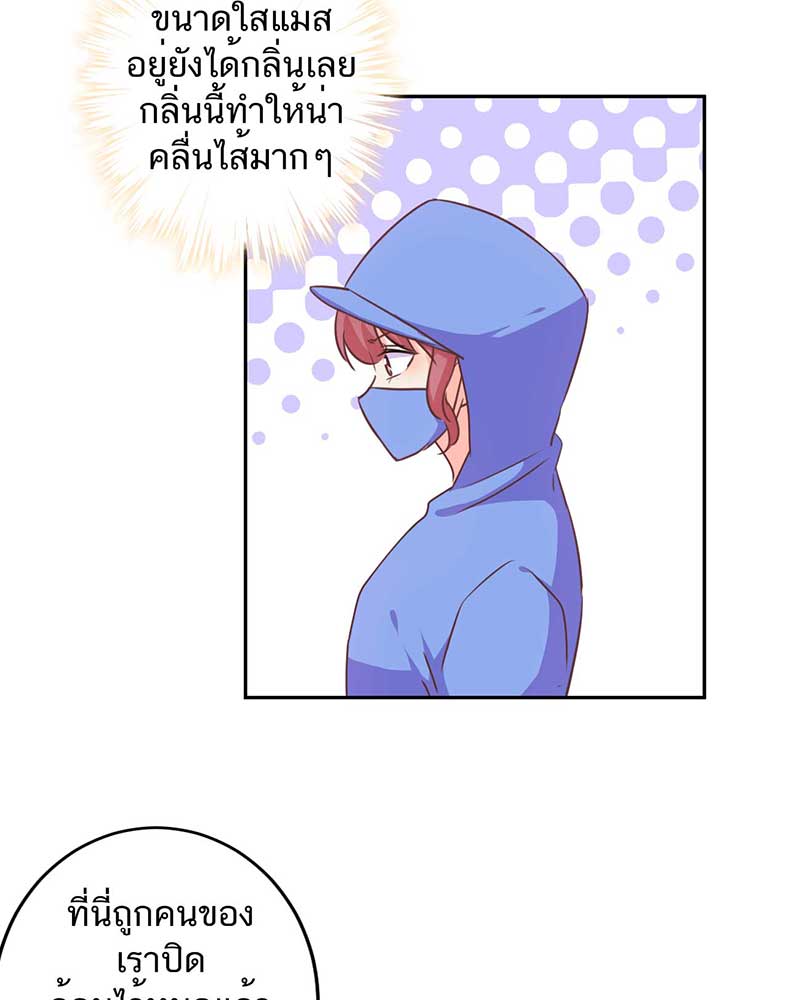 ขนาดใส่แมส
อยู่ยังได้กลิ่นเลย
กลิ่นนี้ทำให้น่า
คลื่นไส้มากๆ
ที่นี่ถูกคนของ
เราปิด